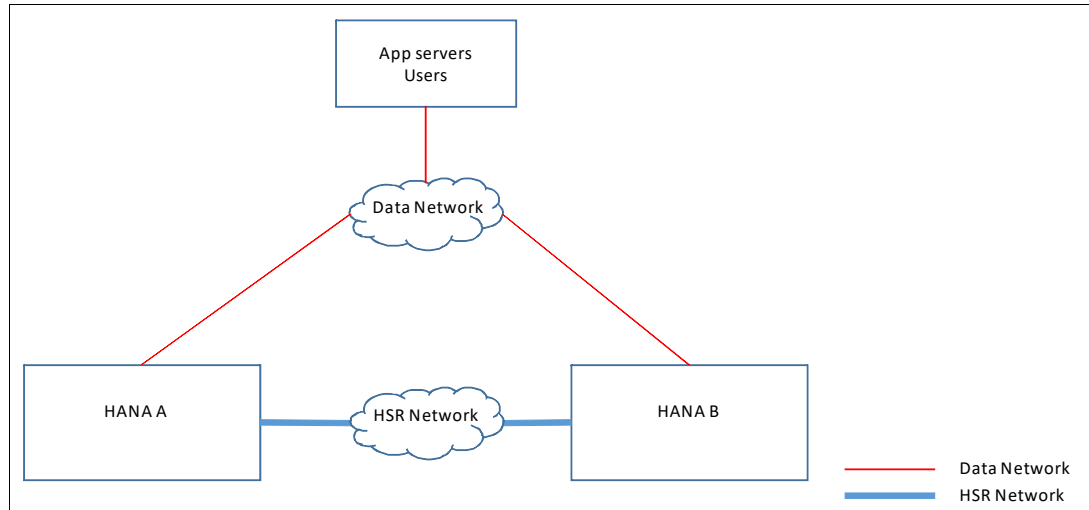 App servers
Users
Data Network
HANA A
HSR Network
HANA B
Data Network
HSR Network